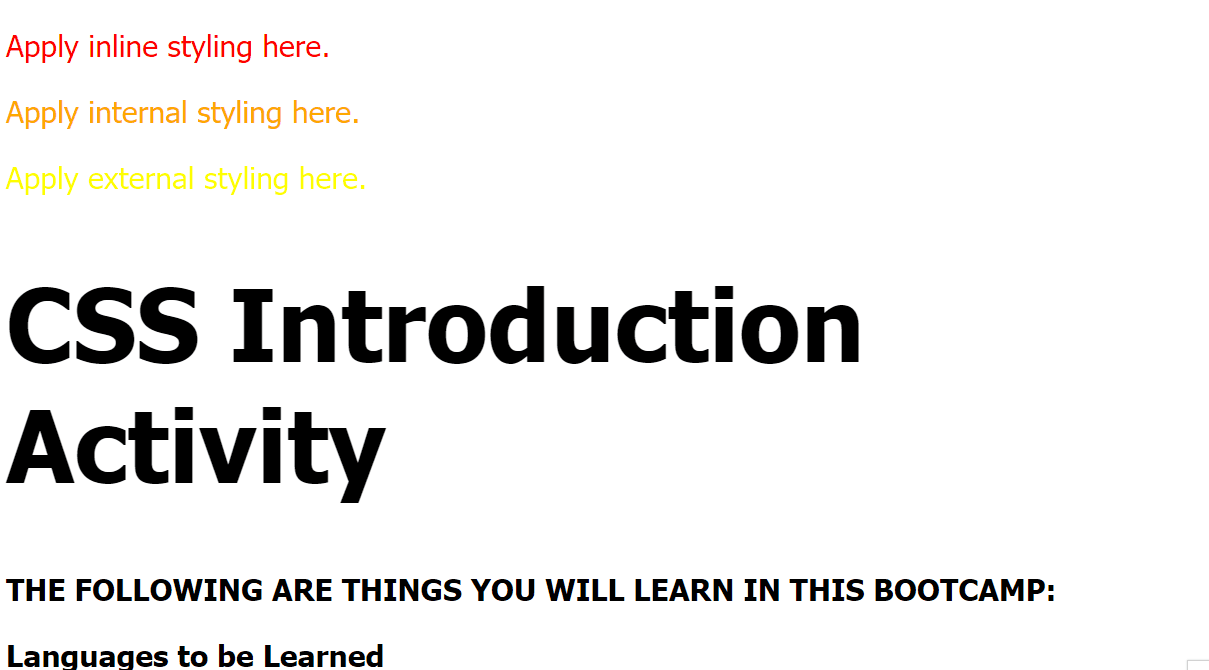 Apply inline styling here.
Apply internal styling here.
Apply external styling here.
CSS Introduction
Activity
THE FOLLOWING ARE THINGS YOU WILL LEARN IN THIS BOOTCAMP:
Languages to be Learned